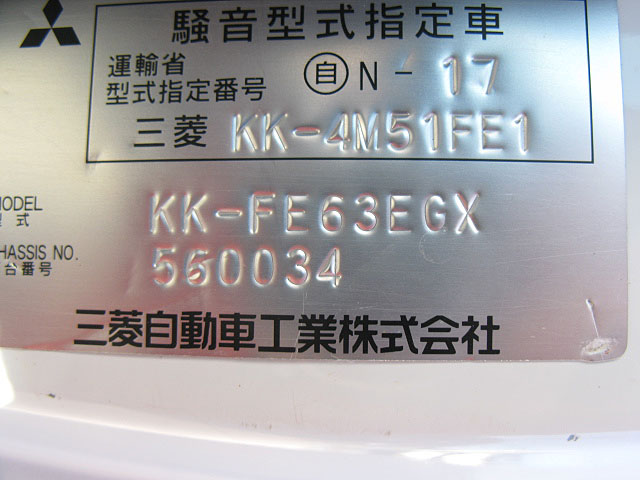 騒音型式指定車
運輸省
型式指定番号 自 N - 17
三菱 KK-4M51FE1
MODEL KK-FE63EGX
型式
CHASSIS NO. 560034
台番号
三菱自動車工業株式会社